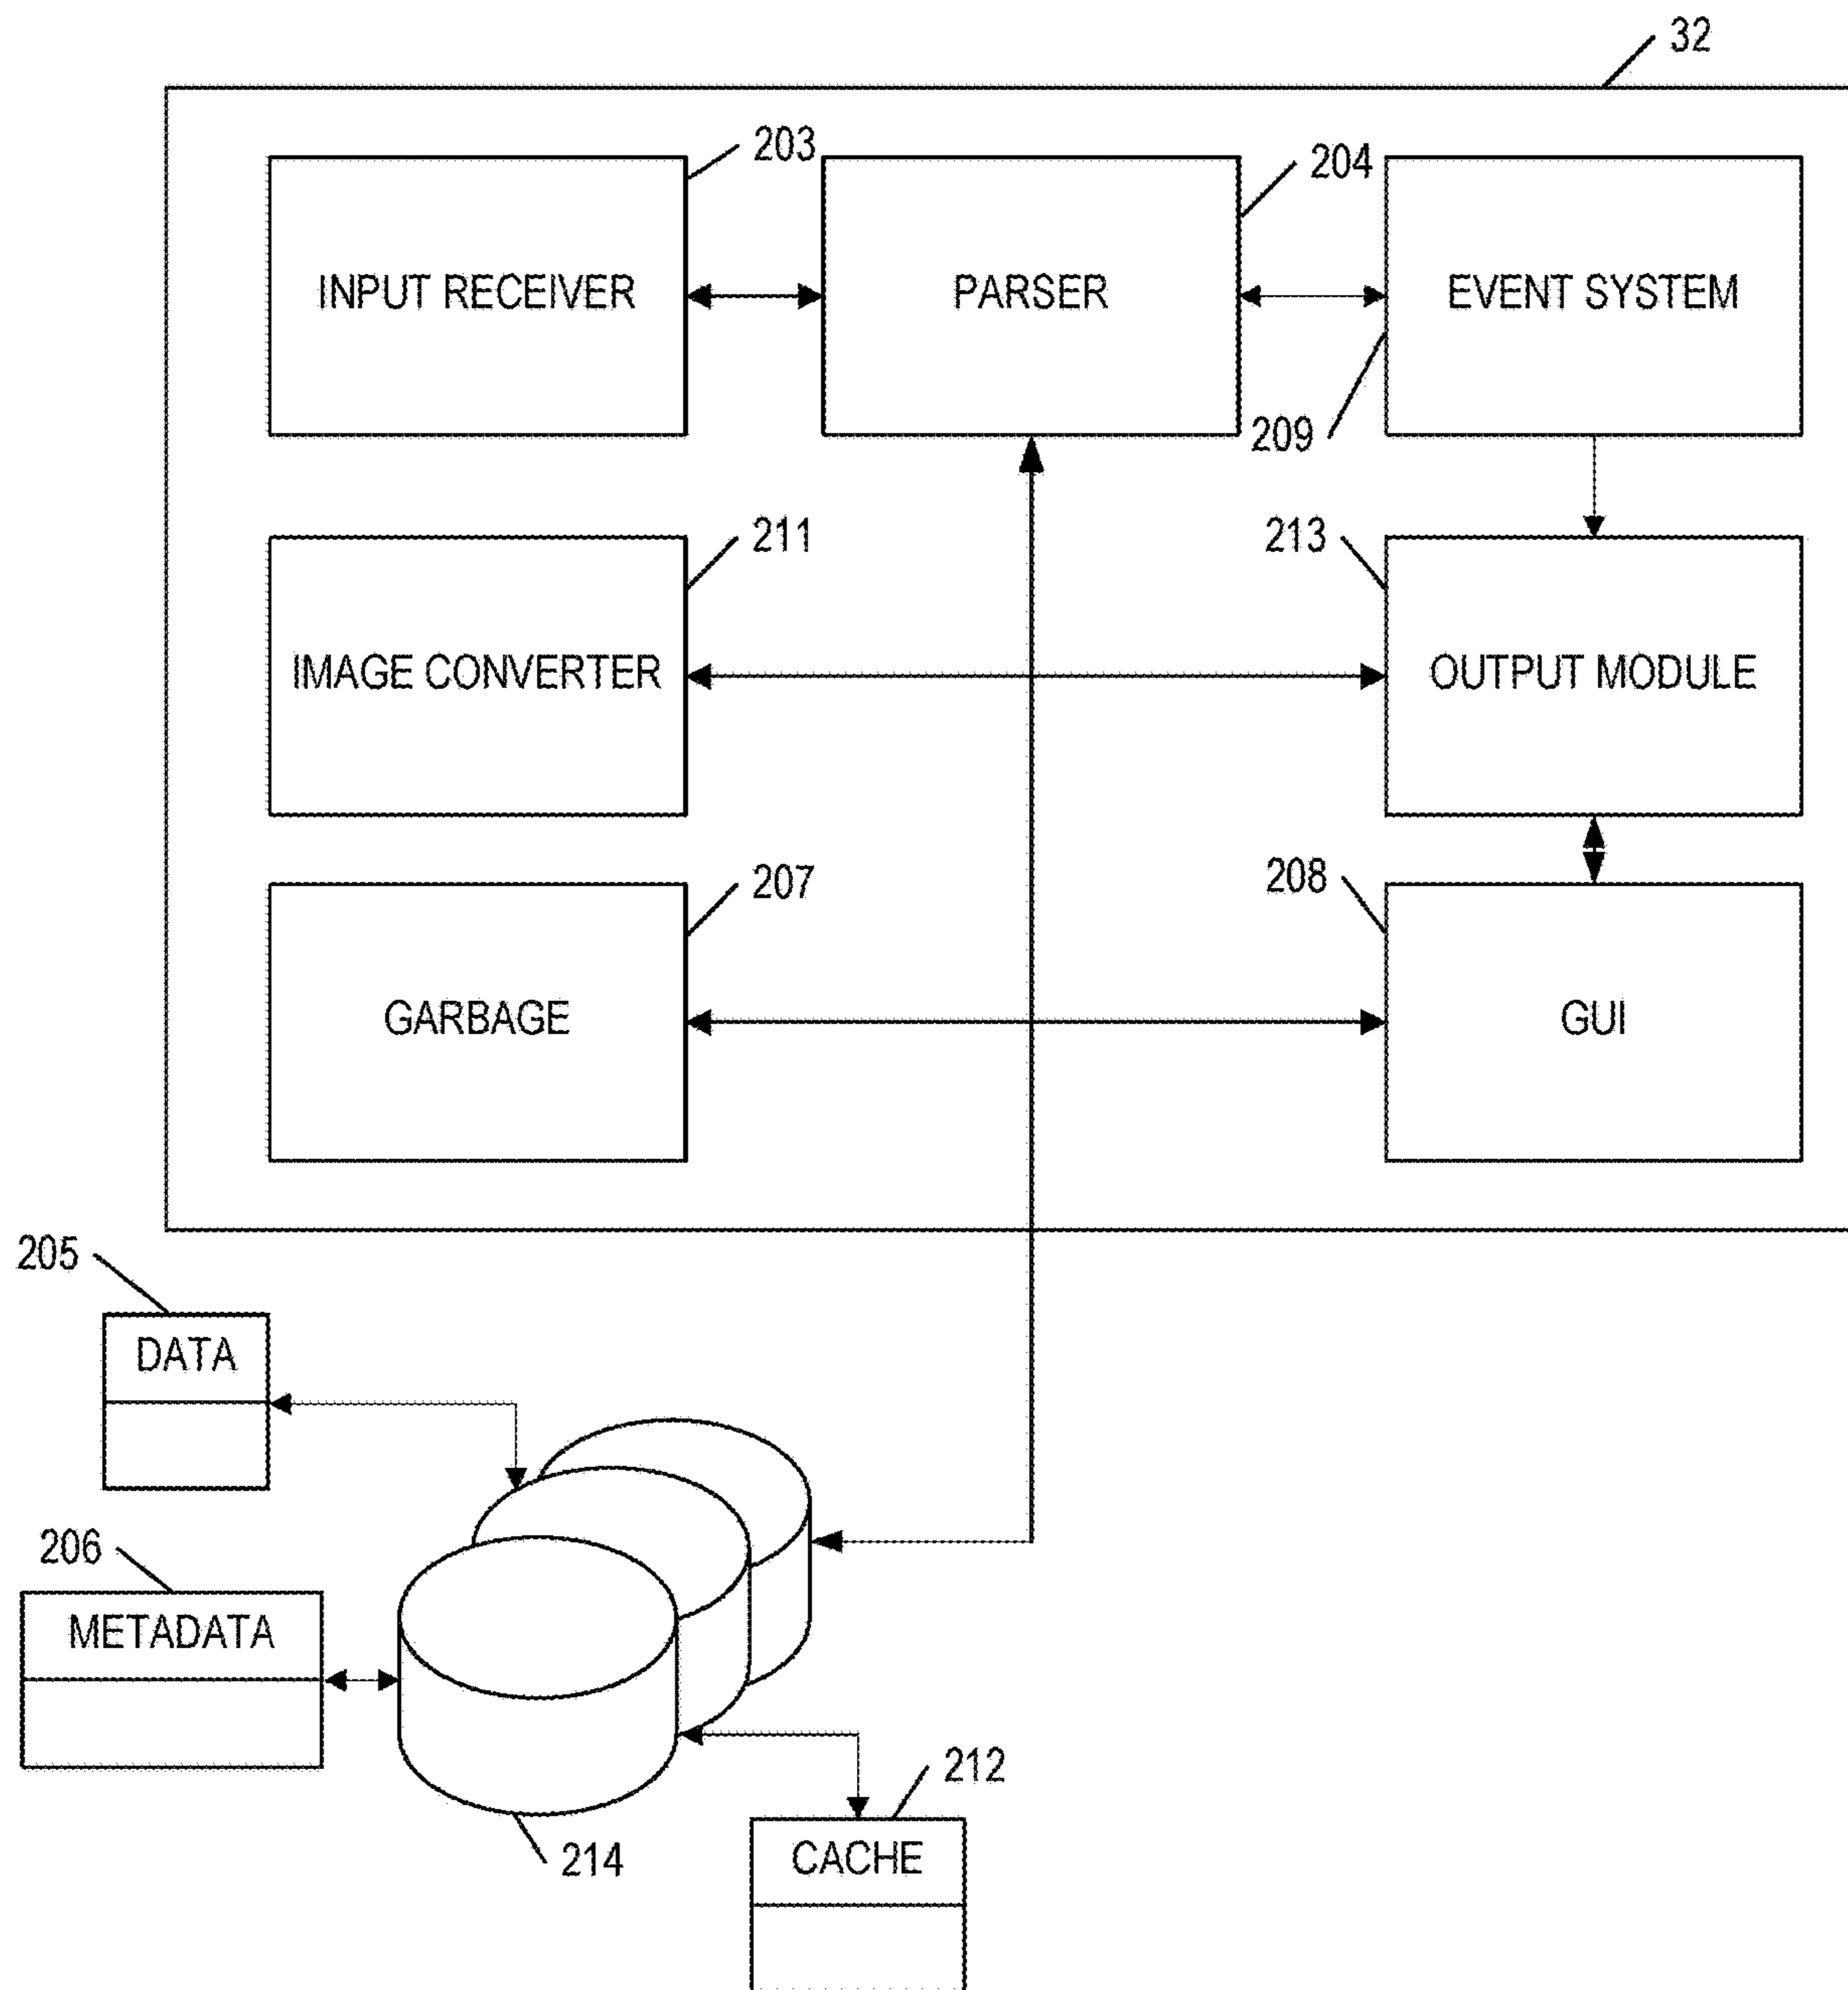 32
203
204
INPUT RECEIVER
PARSER
EVENT SYSTEM
209
211
213
IMAGE CONVERTER
OUTPUT MODULE
207
208
GARBAGE
GUI
205
DATA
206
METADATA
212
214
CACHE